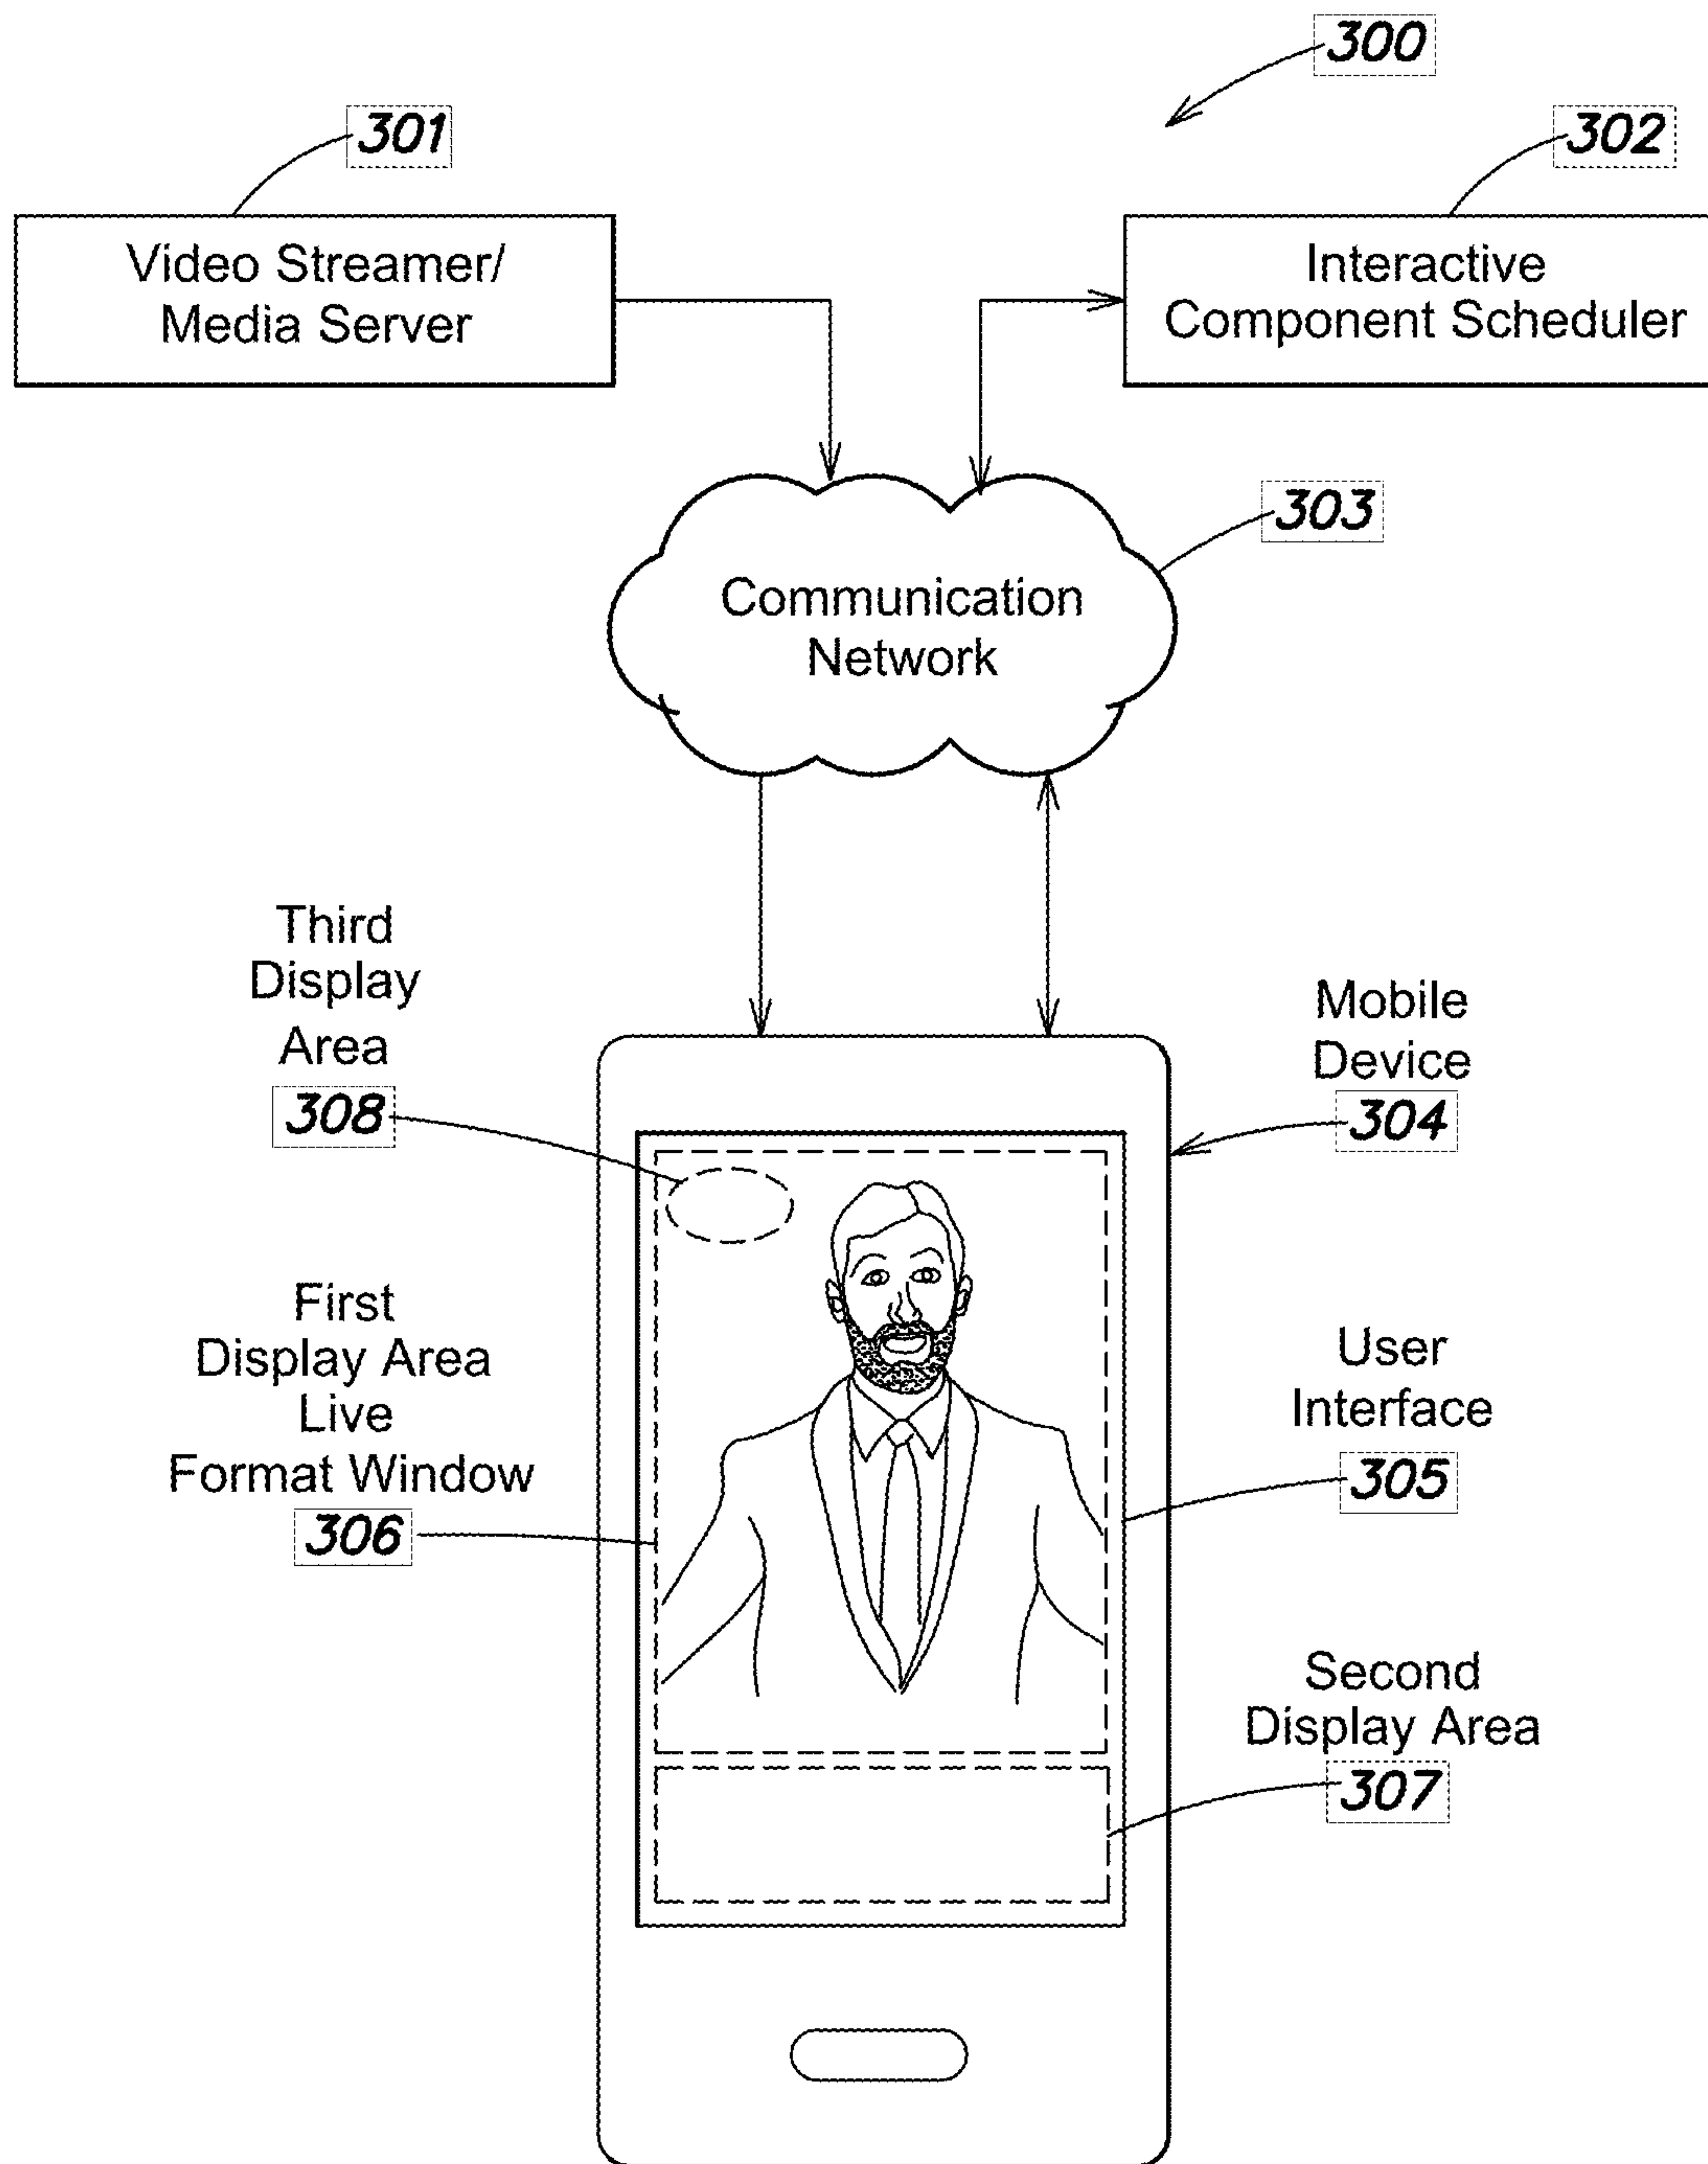 300
301
302
Video Streamer/
Media Server
Interactive
Component Scheduler
303
Communication
Network
Third
Display
Area
308
Mobile
Device
304
First
Display Area
Live
Format Window
306
User
Interface
305
Second
Display Area
307